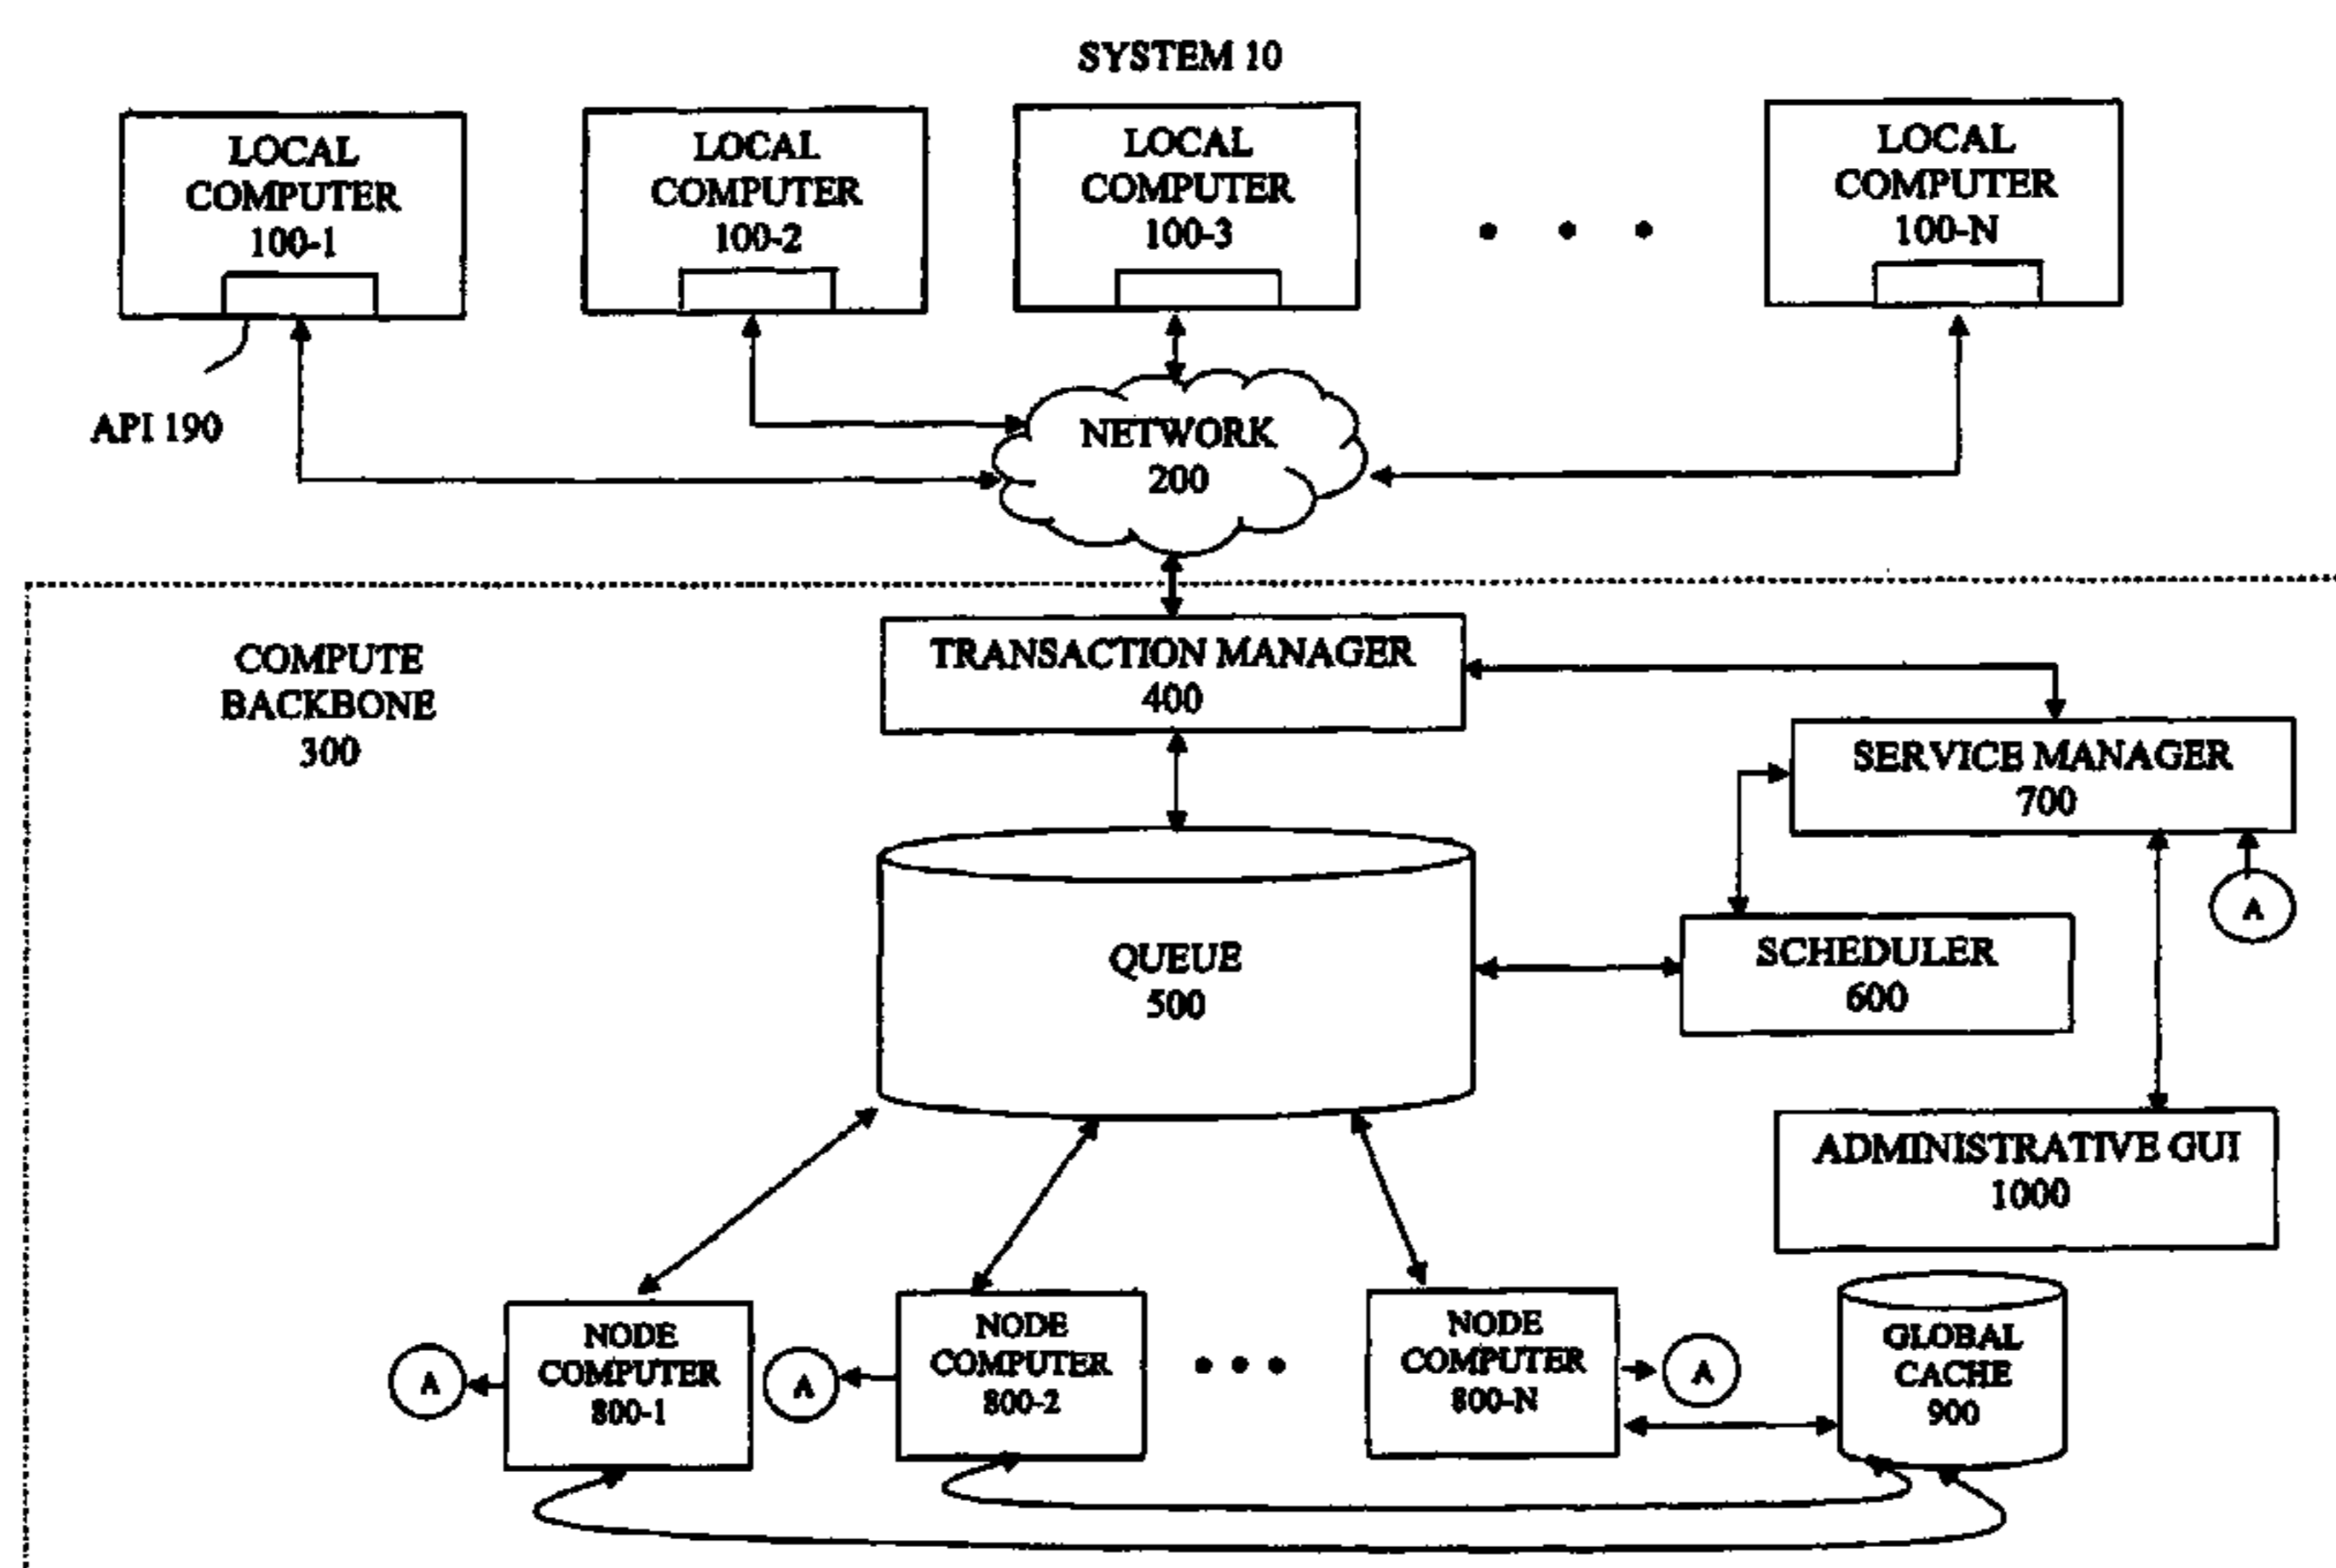 SYSTEM 10
LOCAL
COMPUTER
100-1
LOCAL
COMPUTER
100-2
LOCAL
COMPUTER
100-3
LOCAL
COMPUTER
100-N
API 190
NETWORK
200
COMPUTE
BACKBONE
300
TRANSACTION MANAGER
400
SERVICE MANAGER
700
A
QUEUE
500
SCHEDULER
600
ADMINISTRATIVE GUI
1000
A
NODE
COMPUTER
800-1
A
NODE
COMPUTER
800-2
NODE
COMPUTER
800-N
A
GLOBAL
CACHE
900